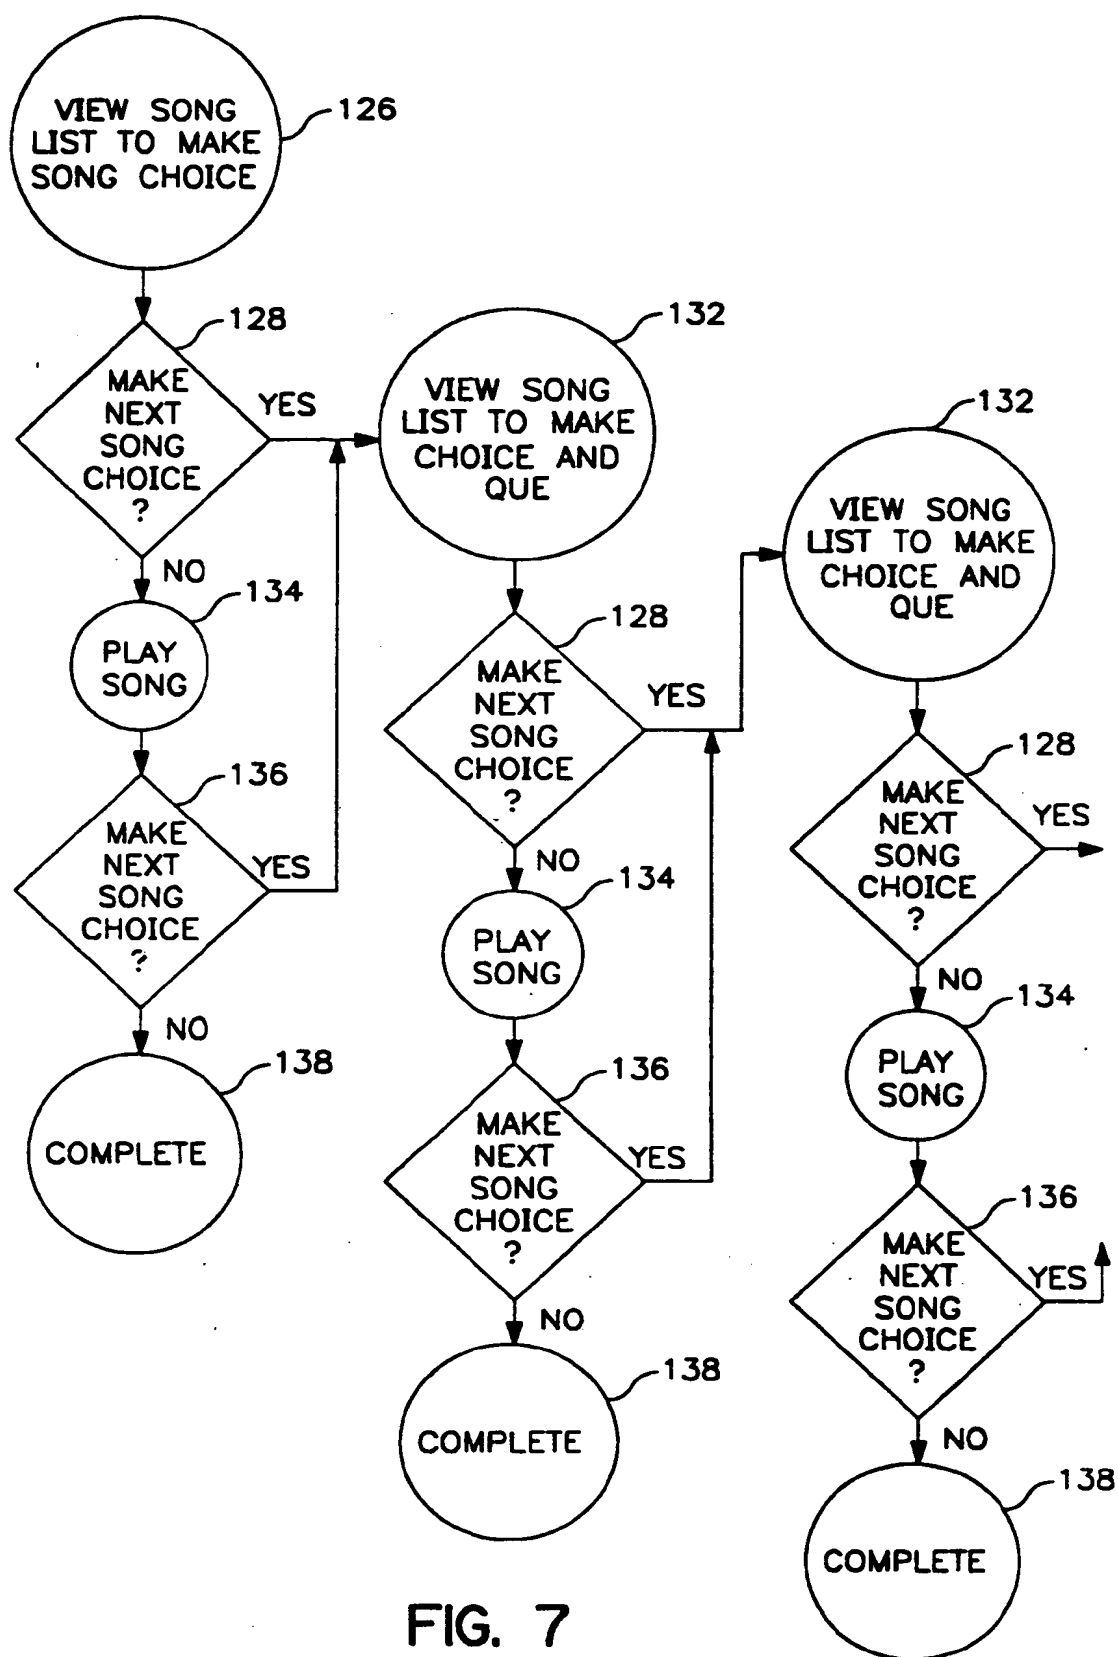 VIEW SONG
LIST TO MAKE
SONG CHOICE
126
128
MAKE
NEXT
SONG
CHOICE
?
YES
NO
134
PLAY
SONG
136
MAKE
NEXT
SONG
CHOICE
?
YES
NO
138
COMPLETE
132
VIEW SONG
LIST TO MAKE
CHOICE AND
QUE
128
MAKE
NEXT
SONG
CHOICE
?
YES
NO
134
PLAY
SONG
136
MAKE
NEXT
SONG
CHOICE
?
YES
NO
138
COMPLETE
132
VIEW SONG
LIST TO MAKE
CHOICE AND
QUE
128
MAKE
NEXT
SONG
CHOICE
?
YES
NO
134
PLAY
SONG
136
MAKE
NEXT
SONG
CHOICE
?
YES
NO
138
COMPLETE
FIG. 7